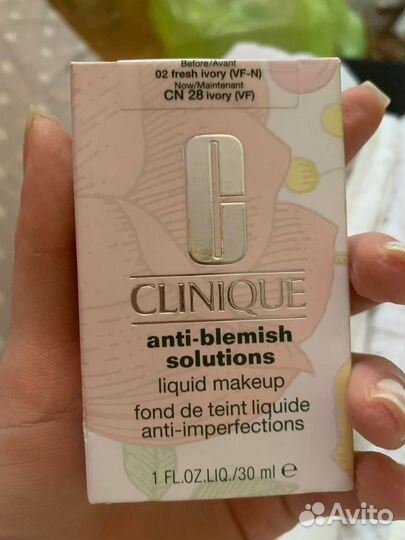 Before/Avant
02 fresh ivory (VF-N)
Now/Maintenant
CN 28 ivory (VF)
CLINIQUE
anti-blemish
solutions
liquid makeup
fond de teint liquide
anti-imperfections
1 FL.OZ.LIQ./30 ml ℮
Avito